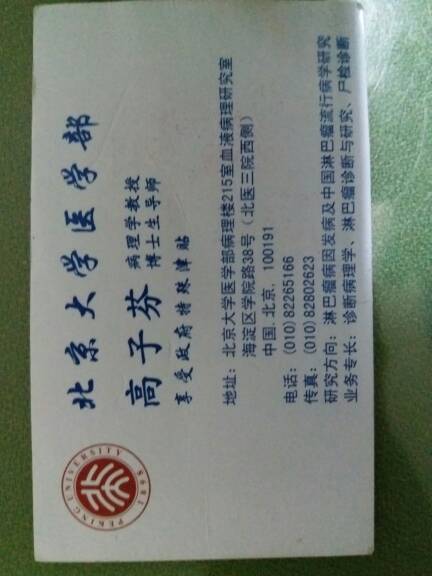 北京大学医学部
高子芬 病理学教授
博士生导师
享受政府特殊津贴
地址：北京大学医学部病理楼215室血液病理研究室
海淀区学院路38号（北医三院西侧）
中国.北京，100191
电话：(010)82265166
传真：(010)82802623
研究方向：淋巴瘤病因发病及中国淋巴瘤流行病学研究
业务专长：诊断病理学、淋巴瘤诊断与研究、尸检诊断
PEKING UNIVERSITY
1898